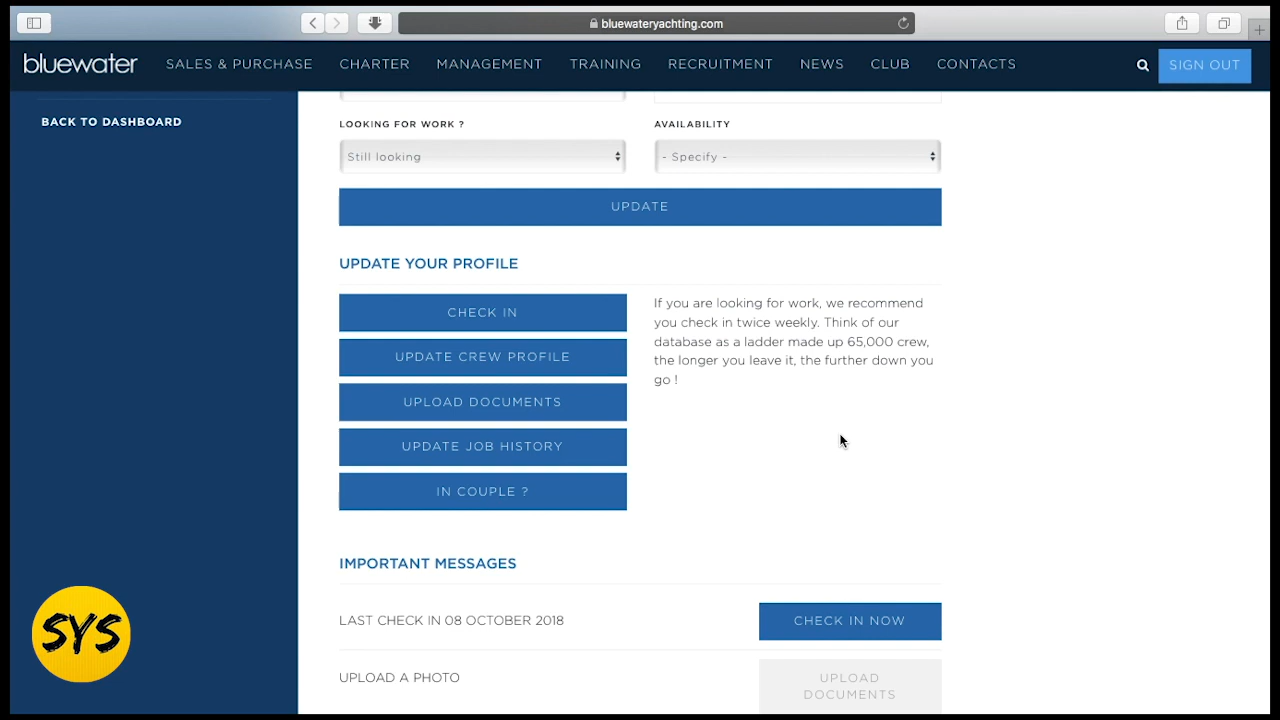 bluewateryachting.com
bluewater
SALES & PURCHASE
CHARTER
MANAGEMENT
TRAINING
RECRUITMENT
NEWS
CLUB
CONTACTS
SIGN OUT
BACK TO DASHBOARD
LOOKING FOR WORK ?
AVAILABILITY
Still looking
- Specify -
UPDATE
UPDATE YOUR PROFILE
CHECK IN
UPDATE CREW PROFILE
UPLOAD DOCUMENTS
UPDATE JOB HISTORY
IN COUPLE ?
If you are looking for work, we recommend
you check in twice weekly. Think of our
database as a ladder made up 65,000 crew,
the longer you leave it, the further down you
go !
IMPORTANT MESSAGES
LAST CHECK IN 08 OCTOBER 2018
CHECK IN NOW
UPLOAD A PHOTO
UPLOAD
DOCUMENTS
SYS